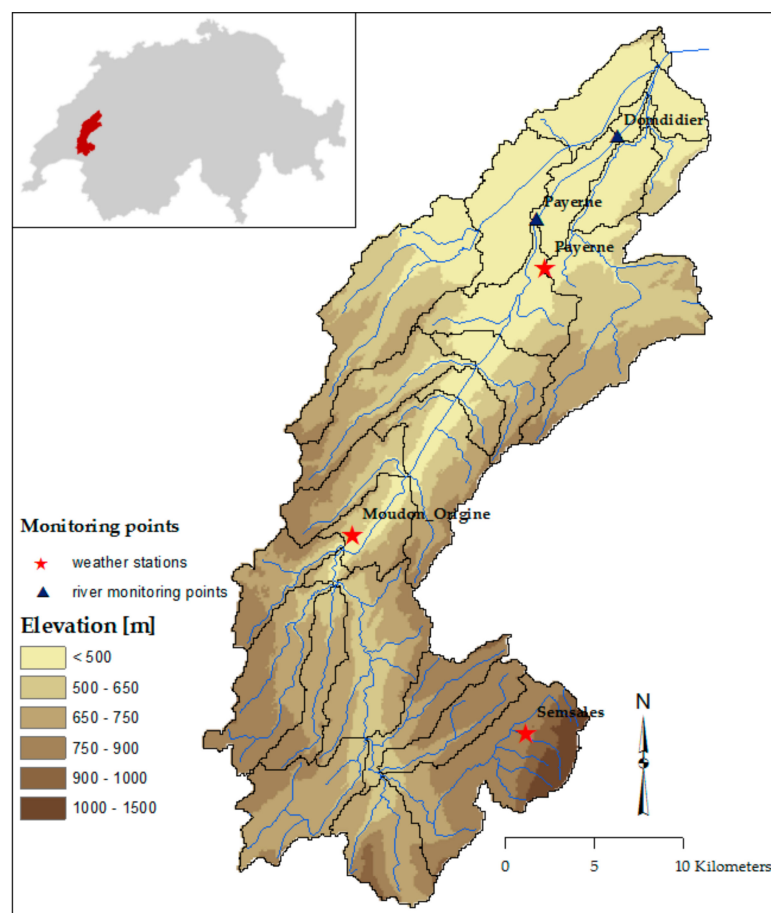 Domdidier
Payerne
Payerne
Moudon_Origine
Monitoring points
weather stations
river monitoring points
Elevation [m]
< 500
500 - 650
650 - 750
750 - 900
900 - 1000
1000 - 1500
Semsales
N
0 5 10 Kilometers